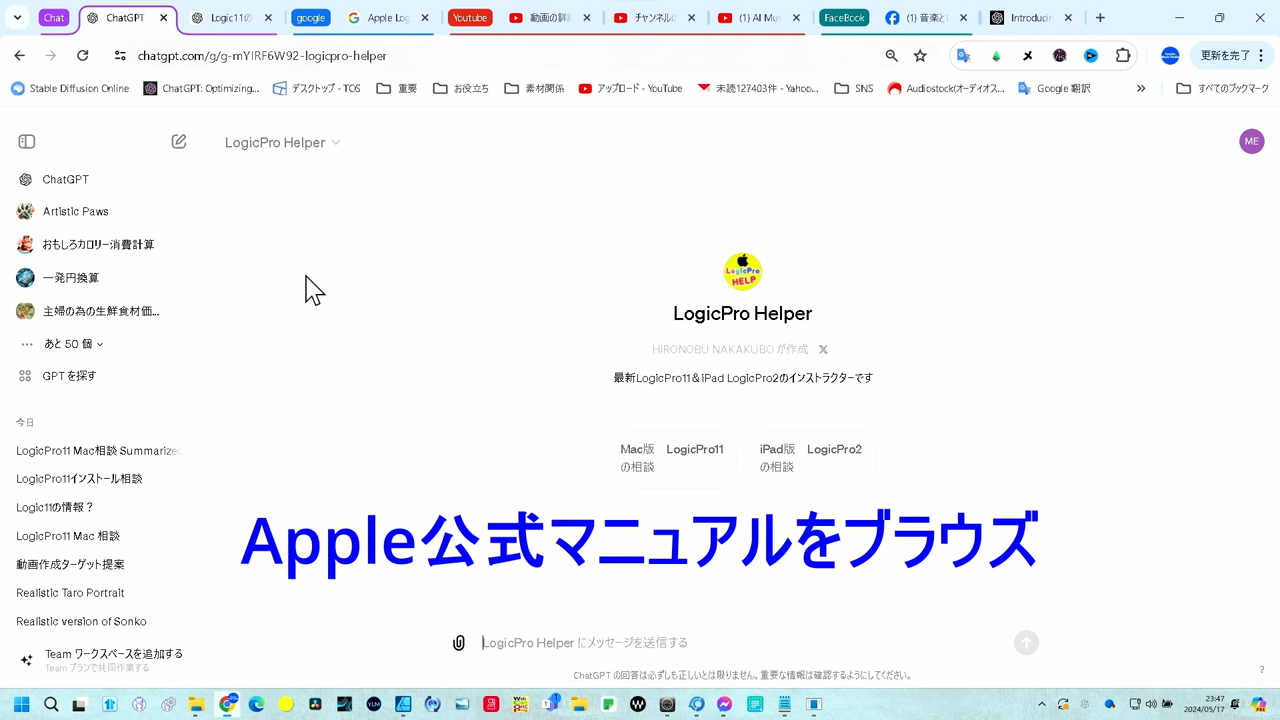 Chat
ChatGPT
Logic11の
google
Apple Log
Youtube
動画の詳
チャンネルの
(1) AI Mus
FaceBook
(1) 音楽と
Introducin
更新を完了
Stable Diffusion Online
ChatGPT: Optimizing...
デスクトップ - TOS
重要
お役立ち
素材関係
アップロード - YouTube
未読127403件 - Yahoo...
SNS
Audiostock(オーディオス...
Google 翻訳
»
すべてのブックマーク
LogicPro Helper
ME
ChatGPT
Artistic Paws
おもしろカロリー消費計算
一発円換算
主婦の為の生鮮食材価...
あと 50 個
GPT を探す
今日
LogicPro11 Mac相談 Summarize
LogicPro11インストール相談
Logic11の情報？
LogicPro11 Mac 相談
動画作成ターゲット提案
Realistic Taro Portrait
Realistic version of Sonko
Team ワークスペースを追加する
Team プランで共同作業する
LogicPro
HELP
LogicPro Helper
HIRONOBU NAKAKUBO が作成
最新LogicPro11＆iPad LogicPro2のインストラクターです
Mac版　LogicPro11
の相談
iPad版　LogicPro2
の相談
Apple公式マニュアルをブラウズ
LogicPro Helper にメッセージを送信する
ChatGPT の回答は必ずしも正しいとは限りません。重要な情報は確認するようにしてください。
?
2024/05/17